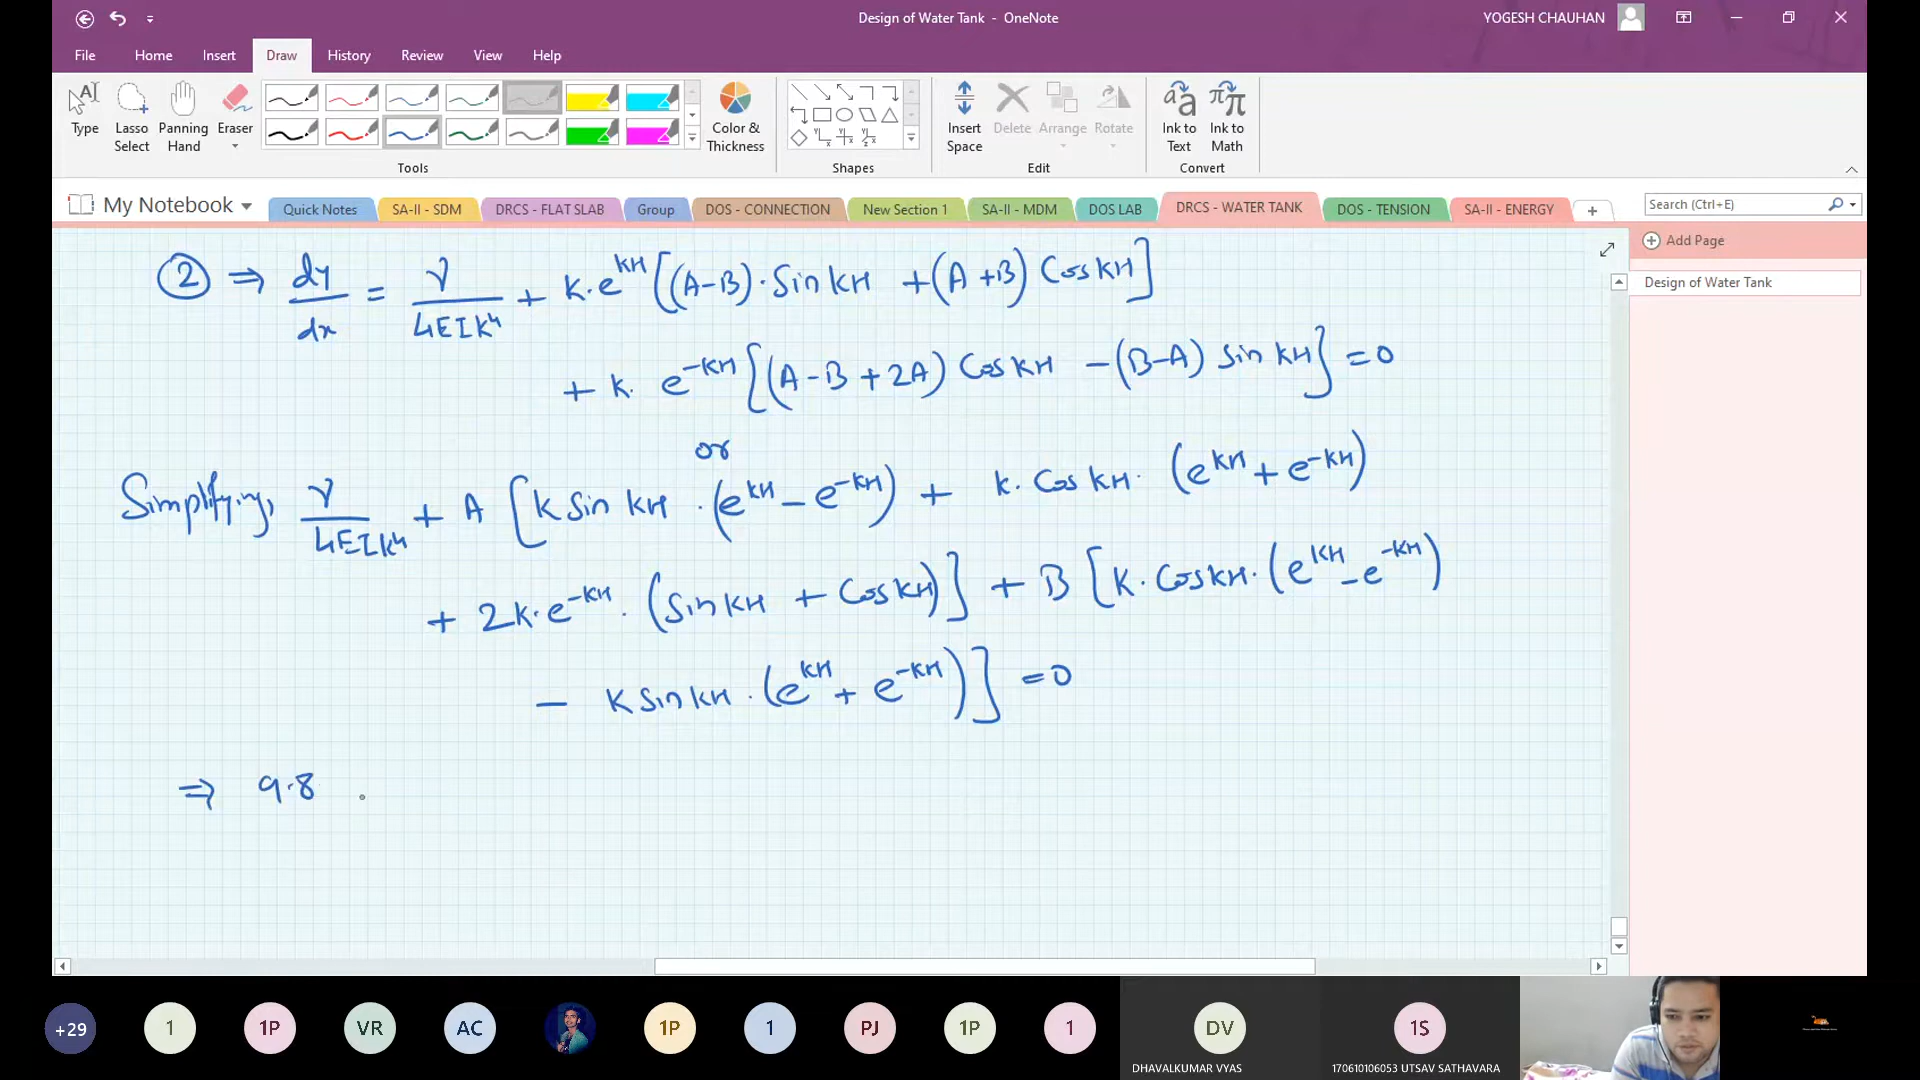 Design of Water Tank - OneNote
YOGESH CHAUHAN
File Home Insert Draw History Review View Help
Type
Lasso Select
Panning Hand
Eraser
Color & Thickness
Insert Space
Delete
Arrange
Rotate
Ink to Text
Ink to Math
Tools Shapes Edit Convert
My Notebook
Quick Notes SA-II - SDM DRCS - FLAT SLAB Group DOS - CONNECTION New Section 1 SA-II - MDM DOS LAB DRCS - WATER TANK DOS - TENSION SA-II - ENERGY +
Search (Ctrl+E)
Add Page
Design of Water Tank
② ⇒ dy/dx = γ/4EIK⁴ + K·e^KH [(A-B)·Sin KH + (A+B) Cos KH]
+ K· e^-KH [(A-B+2A) Cos KH - (B-A) Sin KH] = 0
or
Simplifying, γ/4EIK⁴ + A [K Sin KH · (e^KH - e^-KH) + K· Cos KH· (e^KH + e^-KH)
+ 2K·e^-KH · (Sin KH + Cos KH)] + B [K· Cos KH· (e^KH - e^-KH)
- K Sin KH · (e^KH + e^-KH)] = 0
⇒ 9.8
+29 1 1P VR AC 1P 1 PJ 1P 1 DV 1S
DHAVALKUMAR VYAS
170610106053 UTSAV SATHAVARA